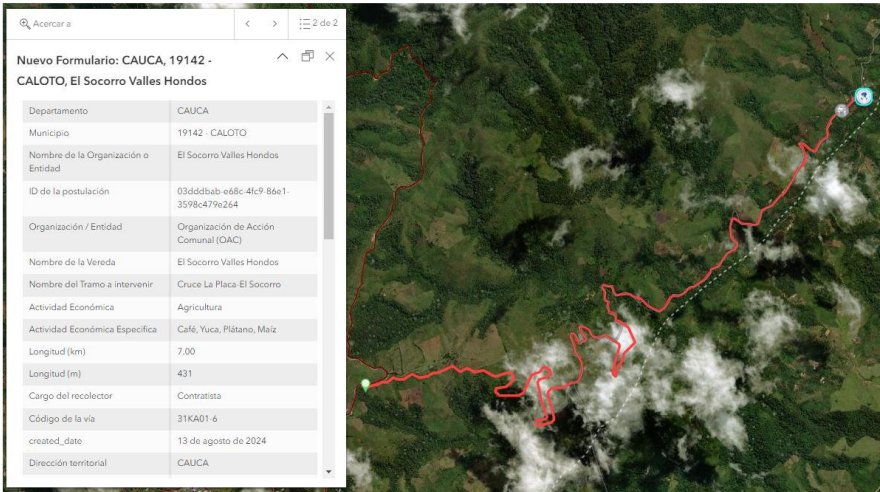 Acercar a
2 de 2
Nuevo Formulario: CAUCA, 19142 -
CALOTO, El Socorro Valles Hondos
Departamento CAUCA
Municipio 19142 - CALOTO
Nombre de la Organización o El Socorro Valles Hondos
Entidad
ID de la postulación 03dddbab-e68c-4fc9-86e1-
3598c479e264
Organización / Entidad Organización de Acción
Comunal (OAC)
Nombre de la Vereda El Socorro Valles Hondos
Nombre del Tramo a intervenir Cruce La Placa-El Socorro
Actividad Económica Agricultura
Actividad Económica Especifica Café, Yuca, Plátano, Maíz
Longitud (km) 7.00
Longitud (m) 431
Cargo del recolector Contratista
Código de la vía 31KA01-6
created_date 13 de agosto de 2024
Dirección territorial CAUCA